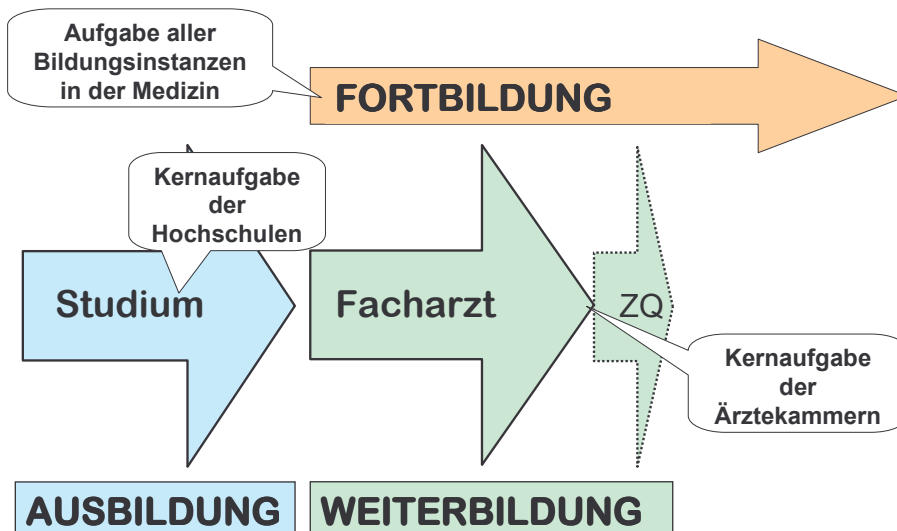 Aufgabe aller
Bildungsinstanzen
in der Medizin
FORTBILDUNG
Kernaufgabe
der
Hochschulen
Studium
Facharzt
ZQ
Kernaufgabe
der
Ärztekammern
AUSBILDUNG
WEITERBILDUNG